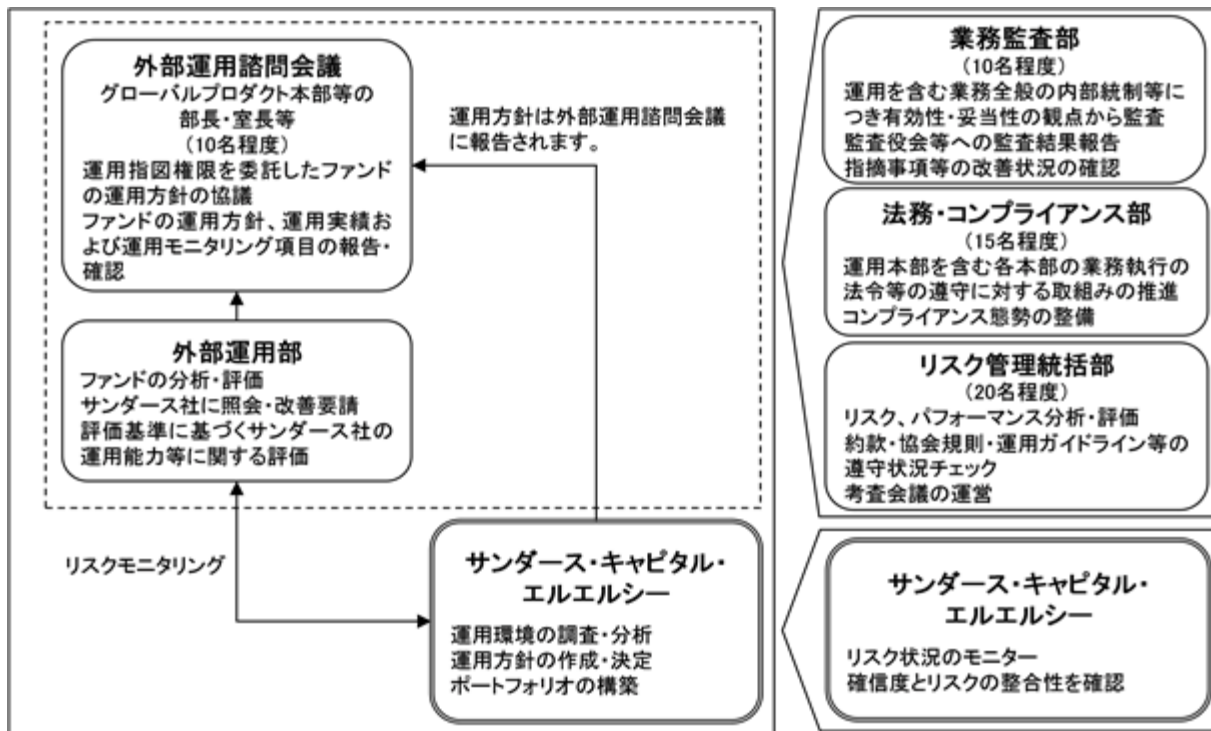 外部運用諮問会議
グローバルプロダクト本部等の
部長・室長等
（10名程度）
運用指図権限を委託したファンド
の運用方針の協議
ファンドの運用方針、運用実績お
よび運用モニタリング項目の報告・
確認
運用方針は外部運用諮問会議
に報告されます。
外部運用部
ファンドの分析・評価
サンダース社に照会・改善要請
評価基準に基づくサンダース社の
運用能力等に関する評価
リスクモニタリング
サンダース・キャピタル・
エルエルシー
運用環境の調査・分析
運用方針の作成・決定
ポートフォリオの構築
業務監査部
（10名程度）
運用を含む業務全般の内部統制等に
つき有効性・妥当性の観点から監査
監査役会等への監査結果報告
指摘事項等の改善状況の確認
法務・コンプライアンス部
（15名程度）
運用本部を含む各本部の業務執行の
法令等の遵守に対する取組みの推進
コンプライアンス態勢の整備
リスク管理統括部
（20名程度）
リスク、パフォーマンス分析・評価
約款・協会規則・運用ガイドライン等の
遵守状況チェック
考査会議の運営
サンダース・キャピタル・
エルエルシー
リスク状況のモニター
確信度とリスクの整合性を確認